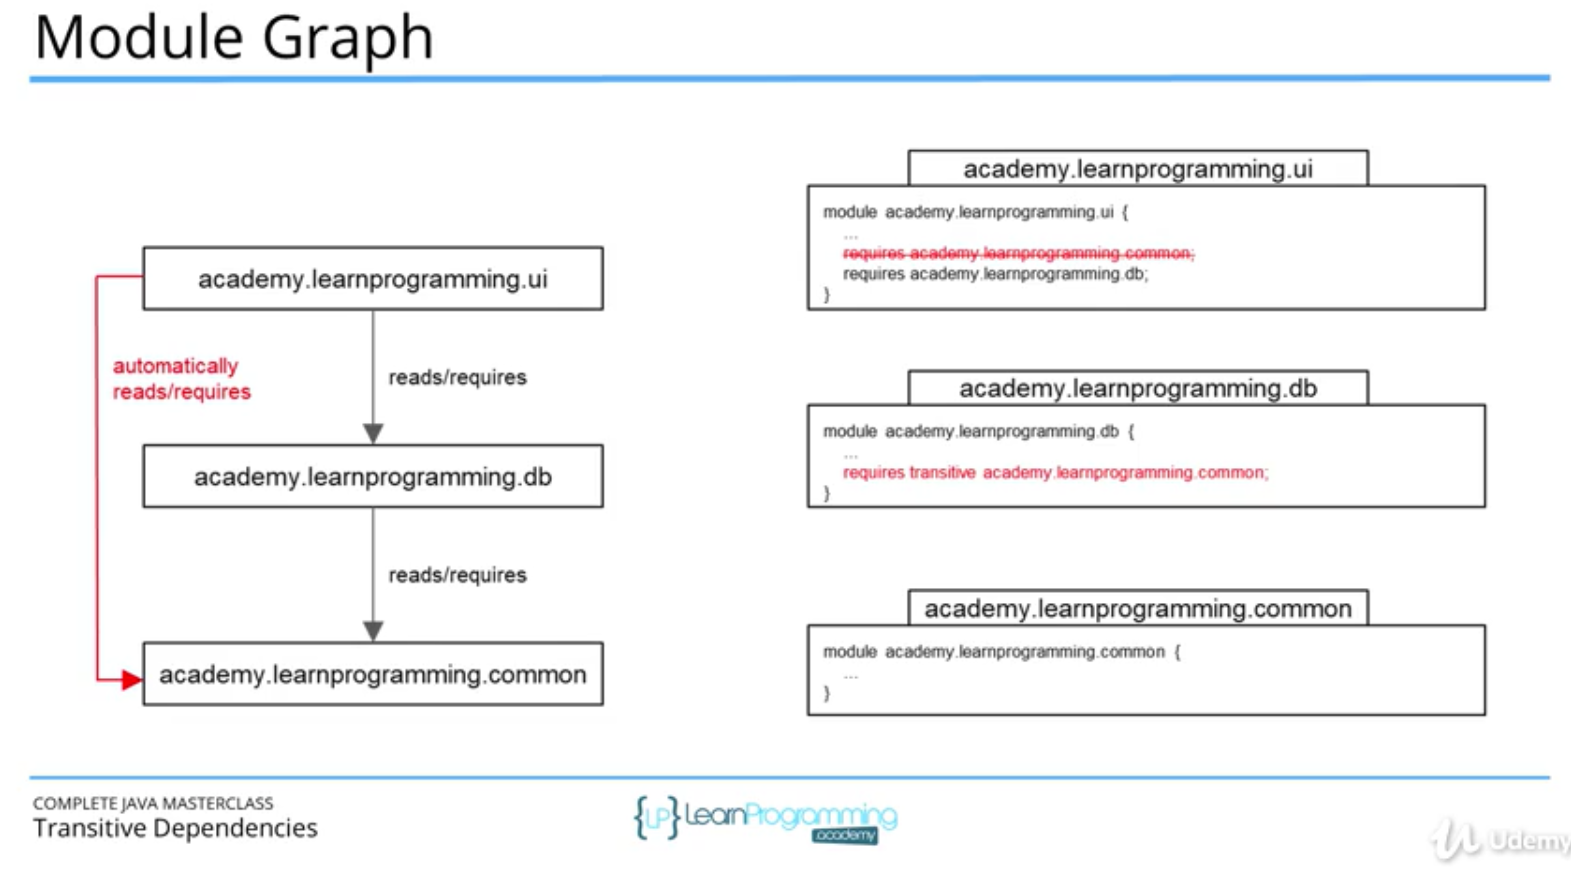 Module Graph
academy.learnprogramming.ui
automatically
reads/requires
reads/requires
academy.learnprogramming.db
reads/requires
academy.learnprogramming.common
academy.learnprogramming.ui
module academy.learnprogramming.ui {
...
requires academy.learnprogramming.common;
requires academy.learnprogramming.db;
}
academy.learnprogramming.db
module academy.learnprogramming.db {
...
requires transitive academy.learnprogramming.common;
}
academy.learnprogramming.common
module academy.learnprogramming.common {
...
}
COMPLETE JAVA MASTERCLASS
Transitive Dependencies
{LP} LearnProgramming
academy
Udemy